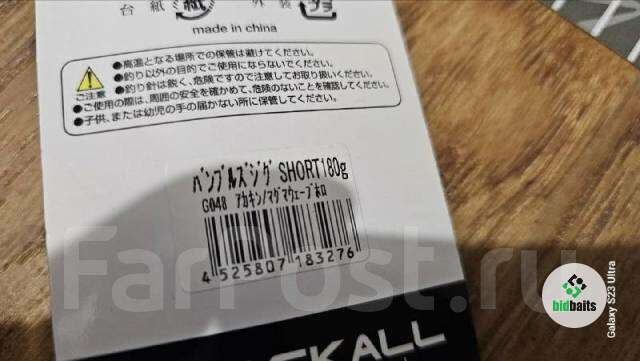 台紙 紙 外装 プラ
made in china
ご注意
●高温となる場所での保管は避けてください。
●釣り以外の目的でご使用にならないでください。
●釣り針は鋭く、危険ですので注意してお取り扱いください。
●ご使用の際は、周囲の安全を確かめて、危険のないことを確認してください。
●子供、または幼児の手の届かない所に保管してください。
バンブルズジグ SHORT180g
G048 アカキン/マグマウェーブホロ
4 525807 183276
FarPost.ru
SKALL
bidbaits
Galaxy S23 Ultra